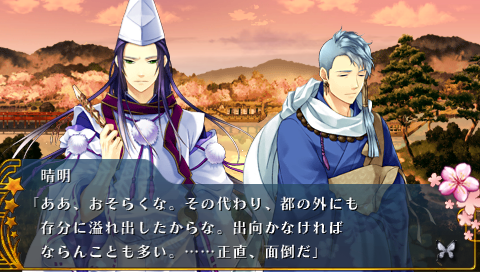 晴明
「ああ、おそらくな。その代わり、都の外にも
存分に溢れ出したからな。出向かなければ
ならんことも多い。……正直、面倒だ」